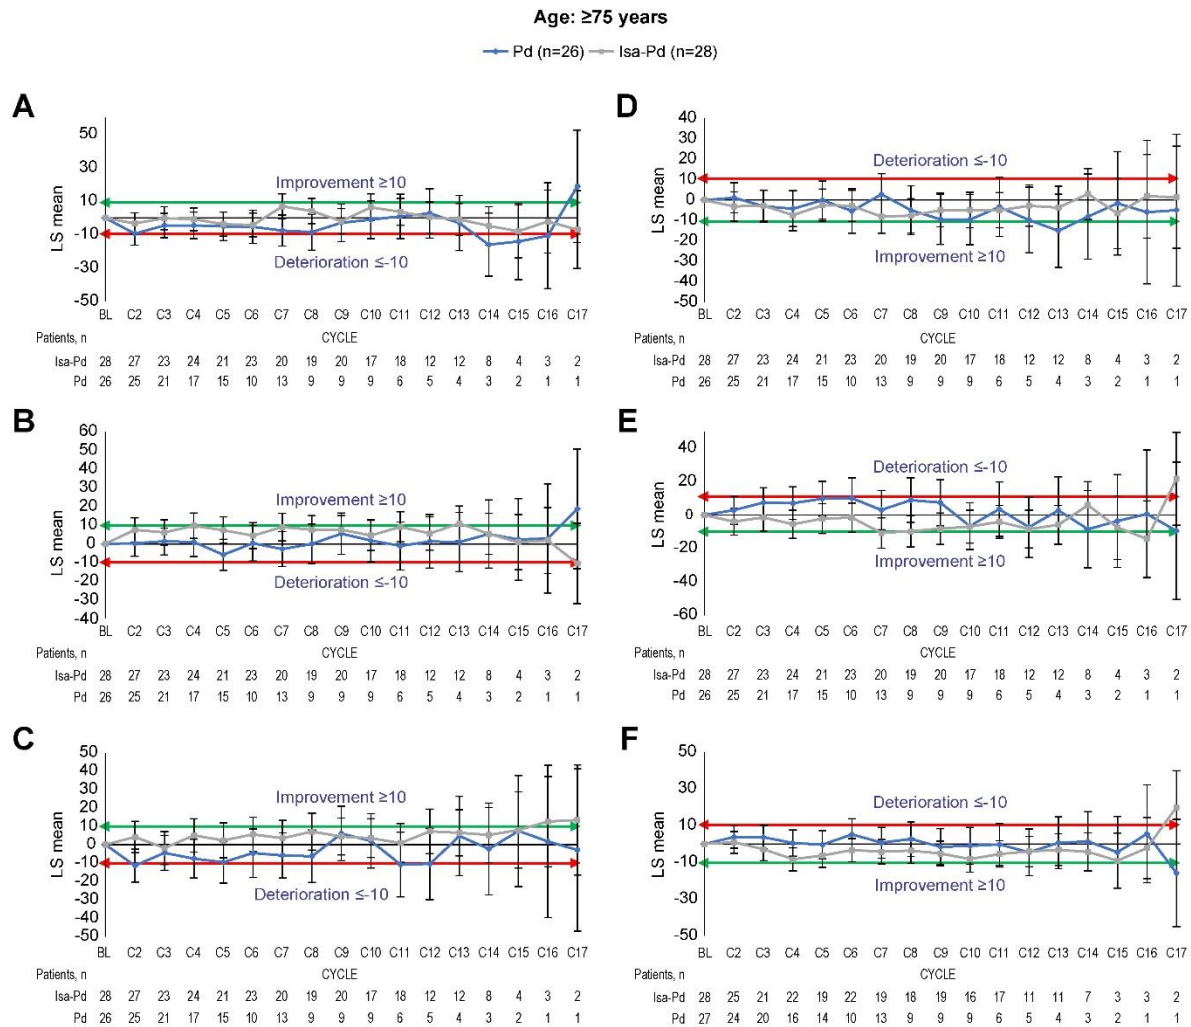 Age: ≥75 years
Pd (n=26) Isa-Pd (n=28)
A
LS mean
50
30
10
-10
-30
-50
Improvement ≥10
Deterioration ≤-10
BL C2 C3 C4 C5 C6 C7 C8 C9 C10 C11 C12 C13 C14 C15 C16 C17
Patients, n CYCLE
Isa-Pd 28 27 23 24 21 23 20 19 20 17 18 12 12 8 4 3 2
Pd 26 25 21 17 15 10 13 9 9 9 6 5 4 3 2 1 1
D
LS mean
40
30
20
10
0
-10
-20
-30
-40
-50
Deterioration ≤-10
Improvement ≥10
BL C2 C3 C4 C5 C6 C7 C8 C9 C10 C11 C12 C13 C14 C15 C16 C17
Patients, n CYCLE
Isa-Pd 28 27 23 24 21 23 20 19 20 17 18 12 12 8 4 3 2
Pd 26 25 21 17 15 10 13 9 9 9 6 5 4 3 2 1 1
B
LS mean
60
50
40
30
20
10
0
-10
-20
-30
-40
Improvement ≥10
Deterioration ≤-10
BL C2 C3 C4 C5 C6 C7 C8 C9 C10 C11 C12 C13 C14 C15 C16 C17
Patients, n CYCLE
Isa-Pd 28 27 23 24 21 23 20 19 20 17 18 12 12 8 4 3 2
Pd 26 25 21 17 15 10 13 9 9 9 6 5 4 3 2 1 1
E
LS mean
40
20
0
-20
-40
-60
Deterioration ≤-10
Improvement ≥10
BL C2 C3 C4 C5 C6 C7 C8 C9 C10 C11 C12 C13 C14 C15 C16 C17
Patients, n CYCLE
Isa-Pd 28 27 23 24 21 23 20 19 20 17 18 12 12 8 4 3 2
Pd 26 25 21 17 15 10 13 9 9 9 6 5 4 3 2 1 1
C
LS mean
50
40
30
20
10
0
-10
-20
-30
-40
-50
Improvement ≥10
Deterioration ≤-10
BL C2 C3 C4 C5 C6 C7 C8 C9 C10 C11 C12 C13 C14 C15 C16 C17
Patients, n CYCLE
Isa-Pd 28 27 23 24 21 23 20 19 20 17 18 12 12 8 4 3 2
Pd 26 25 21 17 15 10 13 9 9 9 6 5 4 3 2 1 1
F
LS mean
50
30
10
-10
-30
-50
Deterioration ≤-10
Improvement ≥10
BL C2 C3 C4 C5 C6 C7 C8 C9 C10 C11 C12 C13 C14 C15 C16 C17
Patients, n CYCLE
Isa-Pd 28 25 21 22 19 22 19 18 19 16 17 11 11 7 3 3 2
Pd 27 24 20 16 14 10 13 9 9 9 6 5 4 3 2 1 1